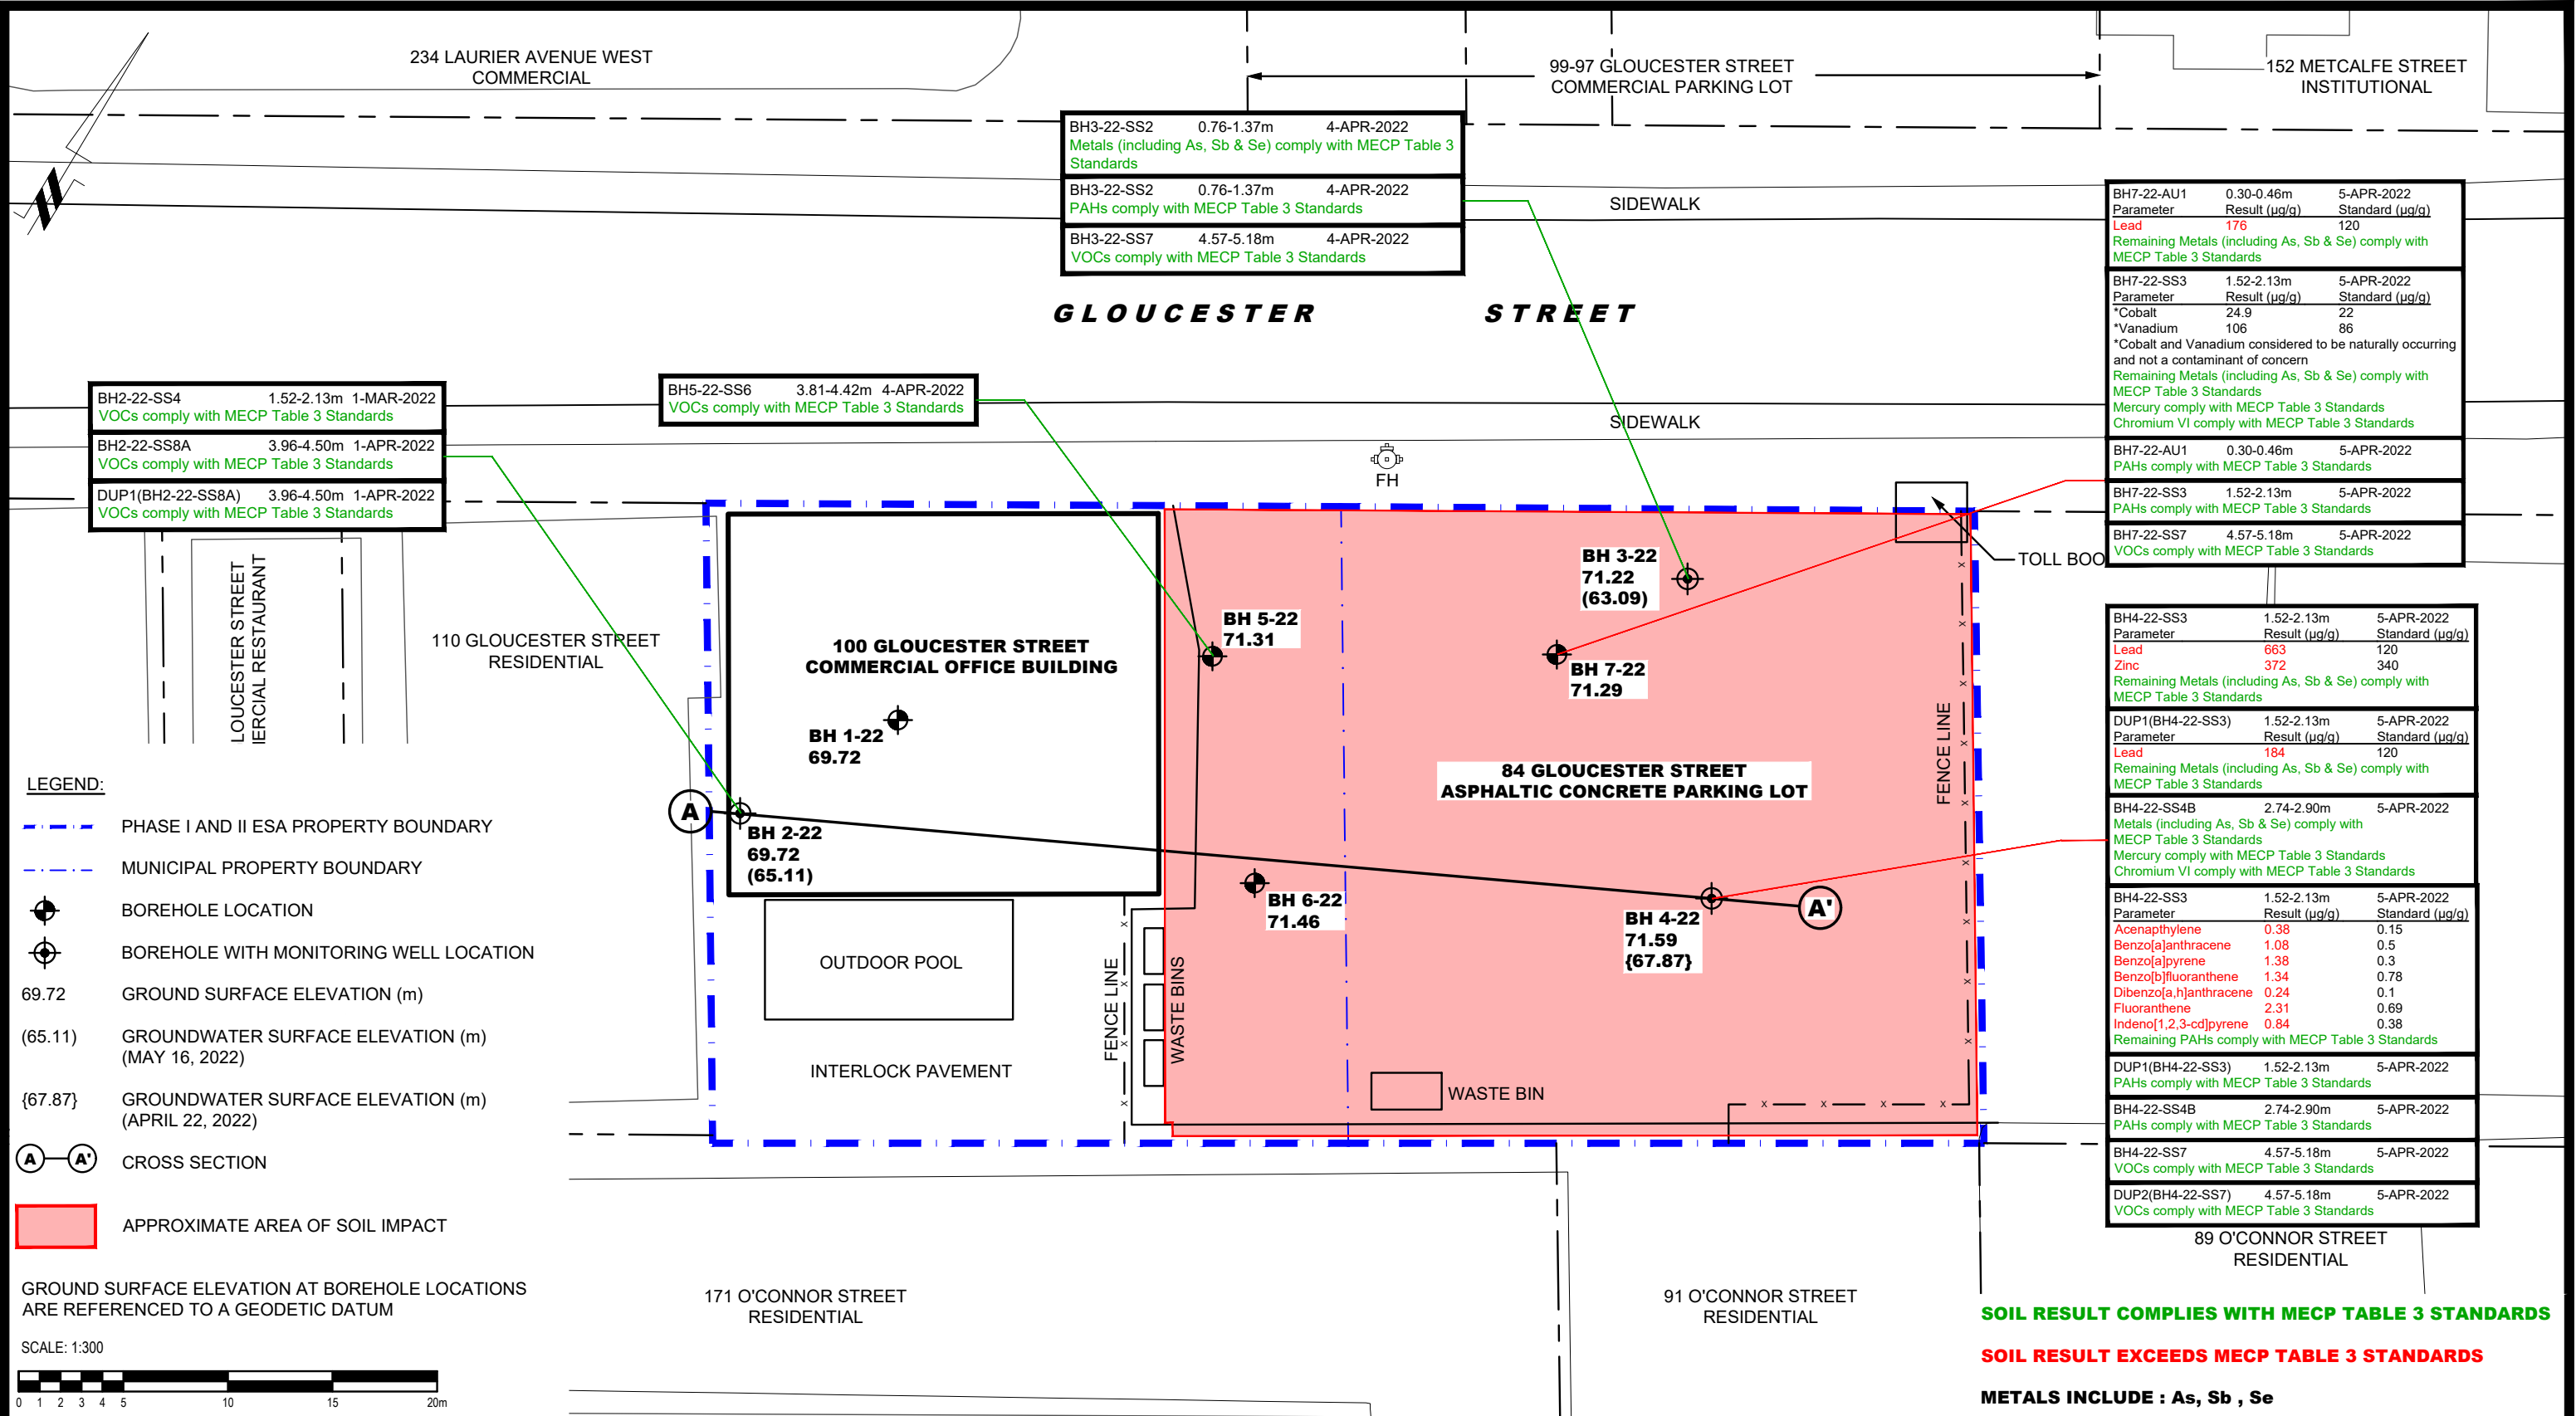 234 LAURIER AVENUE WEST
COMMERCIAL
99-97 GLOUCESTER STREET
COMMERCIAL PARKING LOT
152 METCALFE STREET
INSTITUTIONAL
BH3-22-SS2 0.76-1.37m 4-APR-2022
Metals (including As, Sb & Se) comply with MECP Table 3
Standards
BH3-22-SS2 0.76-1.37m 4-APR-2022
PAHs comply with MECP Table 3 Standards
BH3-22-SS7 4.57-5.18m 4-APR-2022
VOCs comply with MECP Table 3 Standards
SIDEWALK
GLOUCESTER STREET
BH7-22-AU1 0.30-0.46m 5-APR-2022
Parameter Result (µg/g) Standard (µg/g)
Lead 176 120
Remaining Metals (including As, Sb & Se) comply with
MECP Table 3 Standards
BH7-22-SS3 1.52-2.13m 5-APR-2022
Parameter Result (µg/g) Standard (µg/g)
*Cobalt 24.9 22
*Vanadium 106 86
*Cobalt and Vanadium considered to be naturally occurring
and not a contaminant of concern
Remaining Metals (including As, Sb & Se) comply with
MECP Table 3 Standards
Mercury comply with MECP Table 3 Standards
Chromium VI comply with MECP Table 3 Standards
BH7-22-AU1 0.30-0.46m 5-APR-2022
PAHs comply with MECP Table 3 Standards
BH7-22-SS3 1.52-2.13m 5-APR-2022
PAHs comply with MECP Table 3 Standards
BH7-22-SS7 4.57-5.18m 5-APR-2022
VOCs comply with MECP Table 3 Standards
BH2-22-SS4 1.52-2.13m 1-MAR-2022
VOCs comply with MECP Table 3 Standards
BH2-22-SS8A 3.96-4.50m 1-APR-2022
VOCs comply with MECP Table 3 Standards
DUP1(BH2-22-SS8A) 3.96-4.50m 1-APR-2022
VOCs comply with MECP Table 3 Standards
BH5-22-SS6 3.81-4.42m 4-APR-2022
VOCs comply with MECP Table 3 Standards
SIDEWALK
FH
TOLL BOO
LOUCESTER STREET
IERCIAL RESTAURANT
110 GLOUCESTER STREET
RESIDENTIAL
100 GLOUCESTER STREET
COMMERCIAL OFFICE BUILDING
BH 1-22
69.72
BH 5-22
71.31
BH 3-22
71.22
(63.09)
BH 7-22
71.29
84 GLOUCESTER STREET
ASPHALTIC CONCRETE PARKING LOT
FENCE LINE
A
BH 2-22
69.72
(65.11)
BH 6-22
71.46
BH 4-22
71.59
{67.87}
A'
OUTDOOR POOL
INTERLOCK PAVEMENT
FENCE LINE
WASTE BINS
WASTE BIN
BH4-22-SS3 1.52-2.13m 5-APR-2022
Parameter Result (µg/g) Standard (µg/g)
Lead 663 120
Zinc 372 340
Remaining Metals (including As, Sb & Se) comply with
MECP Table 3 Standards
DUP1(BH4-22-SS3) 1.52-2.13m 5-APR-2022
Parameter Result (µg/g) Standard (µg/g)
Lead 184 120
Remaining Metals (including As, Sb & Se) comply with
MECP Table 3 Standards
BH4-22-SS4B 2.74-2.90m 5-APR-2022
Metals (including As, Sb & Se) comply with
MECP Table 3 Standards
Mercury comply with MECP Table 3 Standards
Chromium VI comply with MECP Table 3 Standards
BH4-22-SS3 1.52-2.13m 5-APR-2022
Parameter Result (µg/g) Standard (µg/g)
Acenapthylene 0.38 0.15
Benzo[a]anthracene 1.08 0.5
Benzo[a]pyrene 1.38 0.3
Benzo[b]fluoranthene 1.34 0.78
Dibenzo[a,h]anthracene 0.24 0.1
Fluoranthene 2.31 0.69
Indeno[1,2,3-cd]pyrene 0.84 0.38
Remaining PAHs comply with MECP Table 3 Standards
DUP1(BH4-22-SS3) 1.52-2.13m 5-APR-2022
PAHs comply with MECP Table 3 Standards
BH4-22-SS4B 2.74-2.90m 5-APR-2022
PAHs comply with MECP Table 3 Standards
BH4-22-SS7 4.57-5.18m 5-APR-2022
VOCs comply with MECP Table 3 Standards
DUP2(BH4-22-SS7) 4.57-5.18m 5-APR-2022
VOCs comply with MECP Table 3 Standards
89 O'CONNOR STREET
RESIDENTIAL
171 O'CONNOR STREET
RESIDENTIAL
91 O'CONNOR STREET
RESIDENTIAL
LEGEND:
PHASE I AND II ESA PROPERTY BOUNDARY
MUNICIPAL PROPERTY BOUNDARY
BOREHOLE LOCATION
BOREHOLE WITH MONITORING WELL LOCATION
69.72 GROUND SURFACE ELEVATION (m)
(65.11) GROUNDWATER SURFACE ELEVATION (m)
(MAY 16, 2022)
{67.87} GROUNDWATER SURFACE ELEVATION (m)
(APRIL 22, 2022)
A A' CROSS SECTION
APPROXIMATE AREA OF SOIL IMPACT
GROUND SURFACE ELEVATION AT BOREHOLE LOCATIONS
ARE REFERENCED TO A GEODETIC DATUM
SCALE: 1:300
0 1 2 3 4 5 10 15 20m
SOIL RESULT COMPLIES WITH MECP TABLE 3 STANDARDS
SOIL RESULT EXCEEDS MECP TABLE 3 STANDARDS
METALS INCLUDE : As, Sb , Se